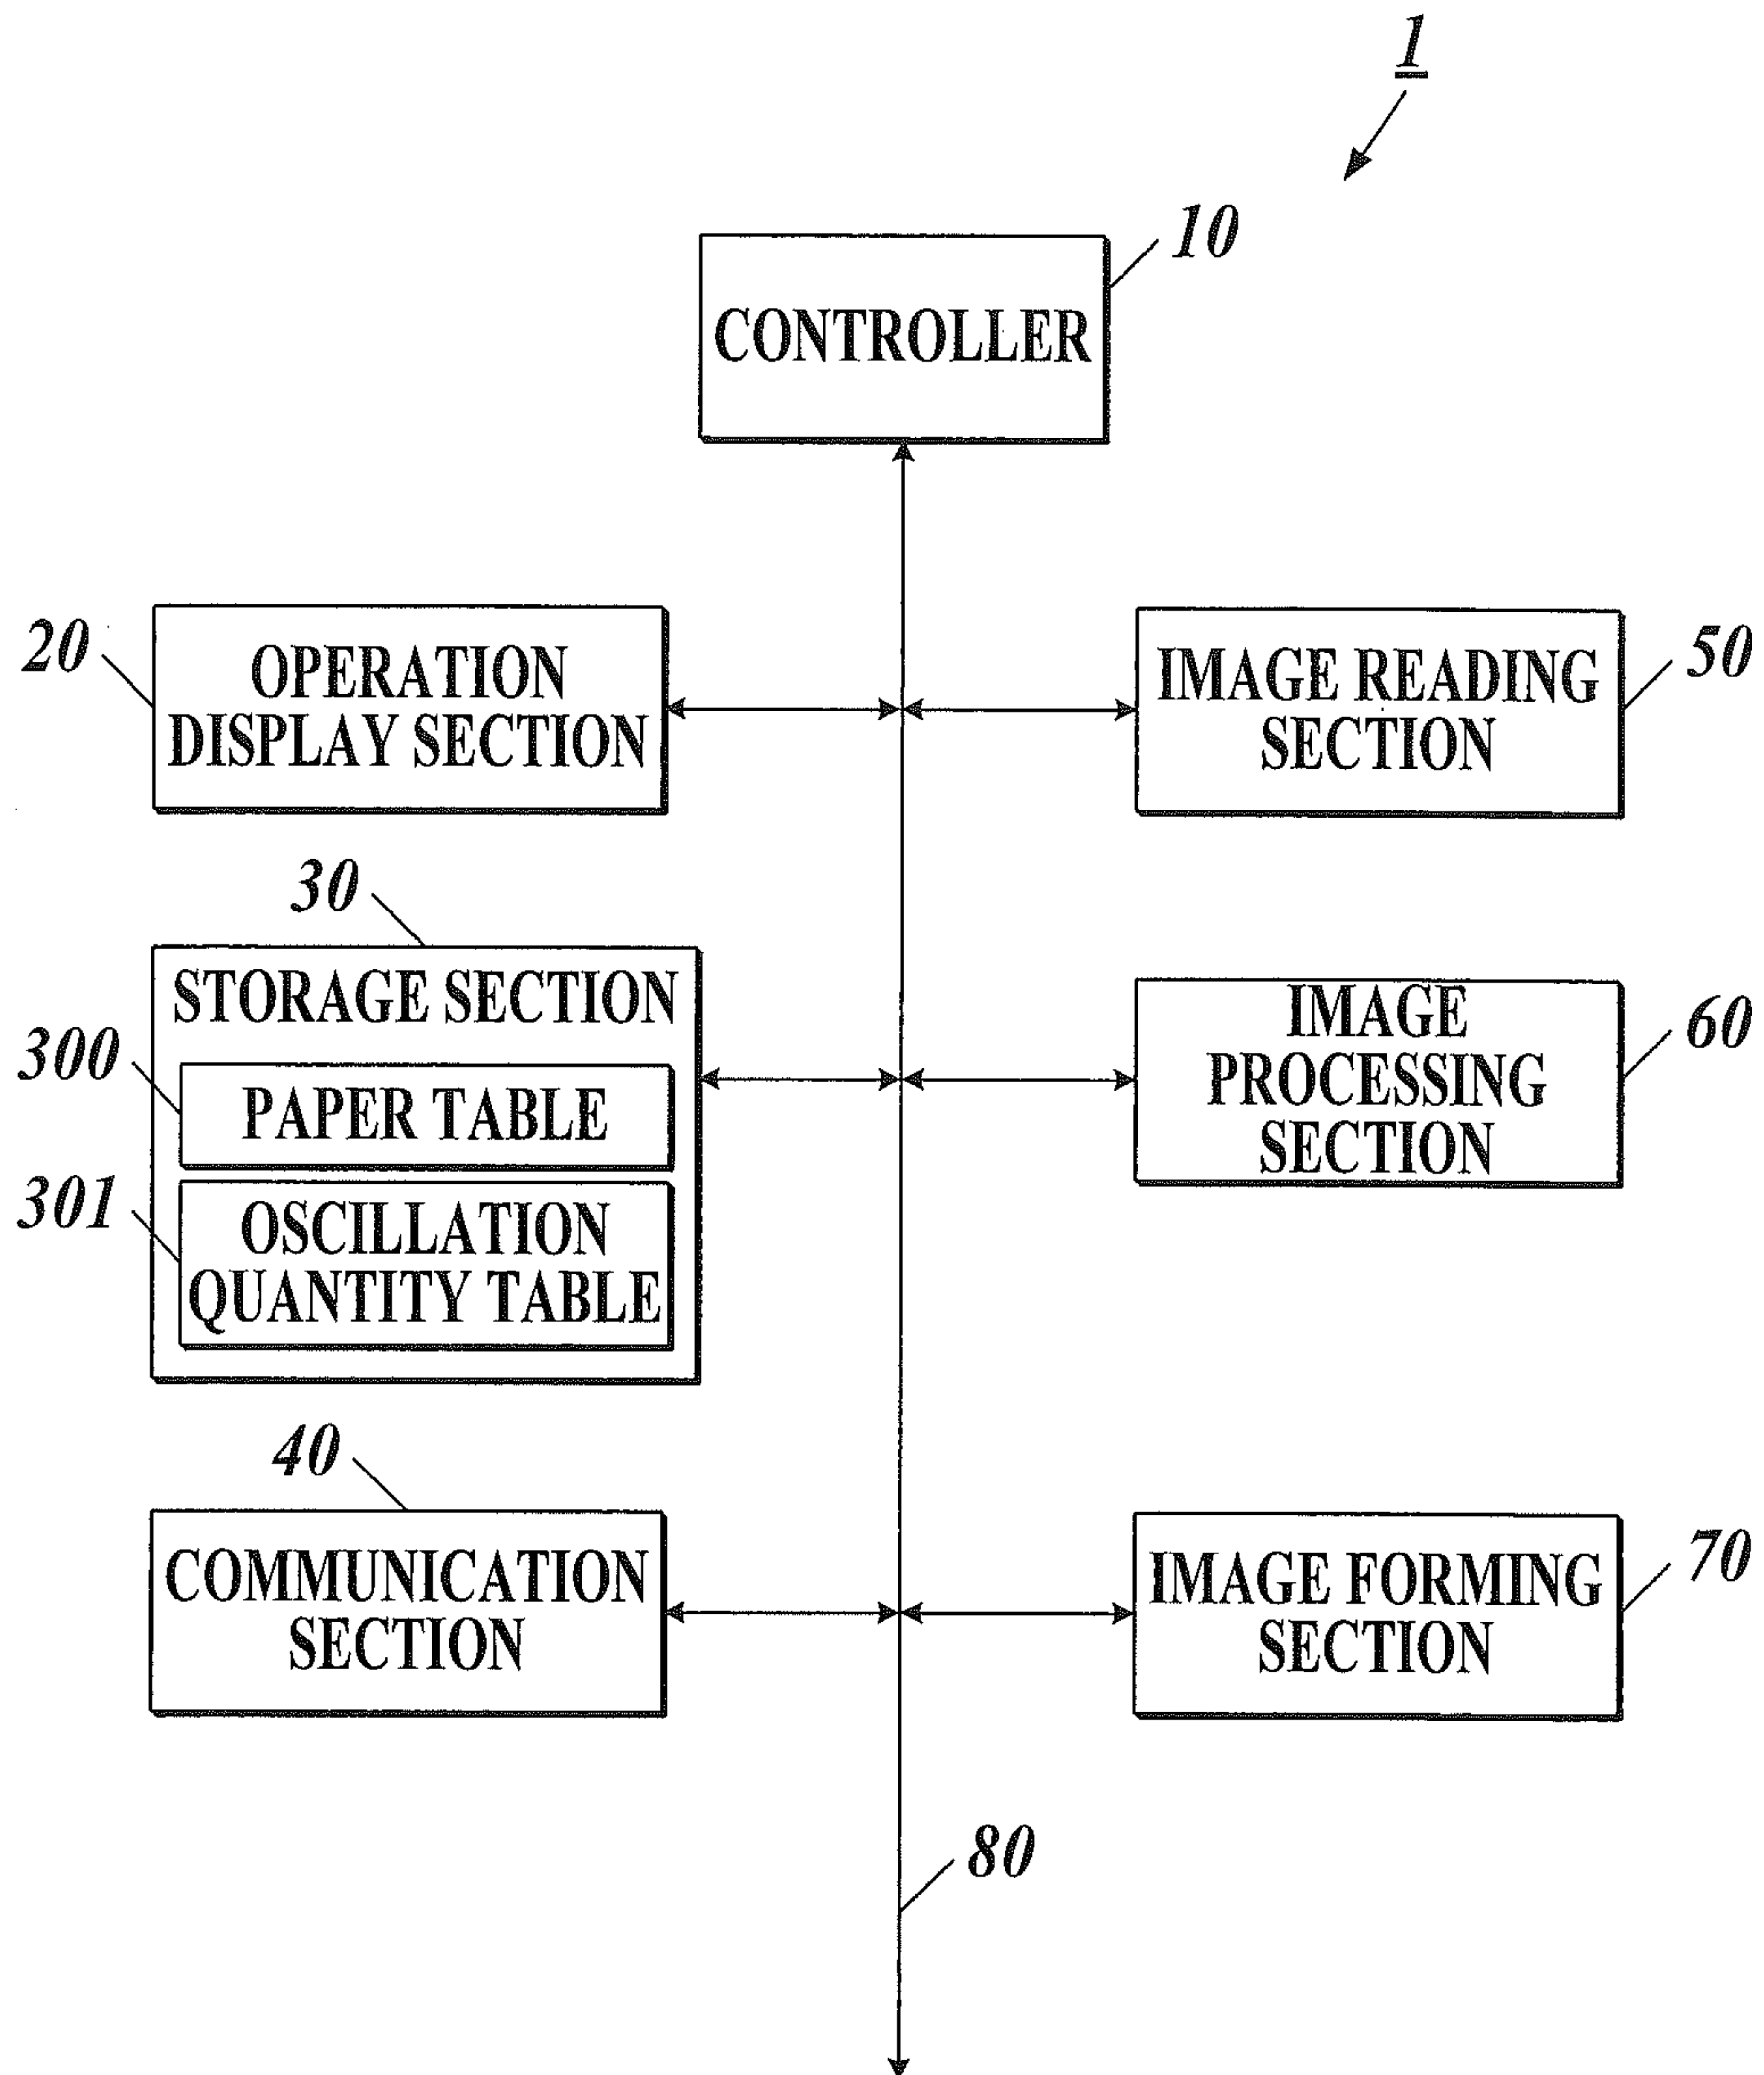 1
10
CONTROLLER
20
OPERATION
DISPLAY SECTION
50
IMAGE READING
SECTION
30
STORAGE SECTION
300
PAPER TABLE
301
OSCILLATION
QUANTITY TABLE
60
IMAGE
PROCESSING
SECTION
40
COMMUNICATION
SECTION
70
IMAGE FORMING
SECTION
80